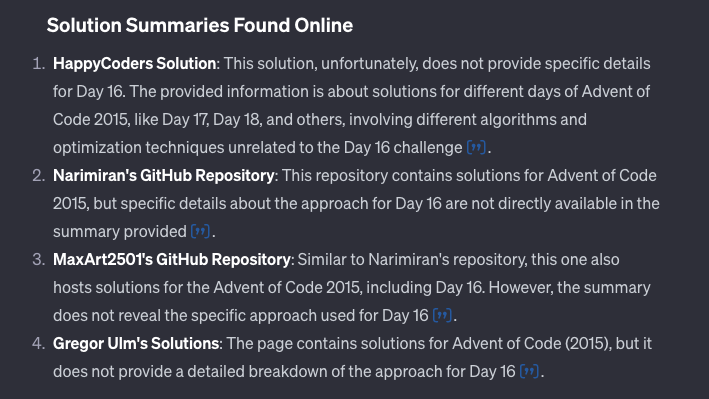 Solution Summaries Found Online
1. HappyCoders Solution: This solution, unfortunately, does not provide specific details
for Day 16. The provided information is about solutions for different days of Advent of
Code 2015, like Day 17, Day 18, and others, involving different algorithms and
optimization techniques unrelated to the Day 16 challenge [”].
2. Narimiran's GitHub Repository: This repository contains solutions for Advent of Code
2015, but specific details about the approach for Day 16 are not directly available in the
summary provided [”].
3. MaxArt2501's GitHub Repository: Similar to Narimiran's repository, this one also
hosts solutions for the Advent of Code 2015, including Day 16. However, the summary
does not reveal the specific approach used for Day 16 [”].
4. Gregor Ulm's Solutions: The page contains solutions for Advent of Code (2015), but it
does not provide a detailed breakdown of the approach for Day 16 [”].